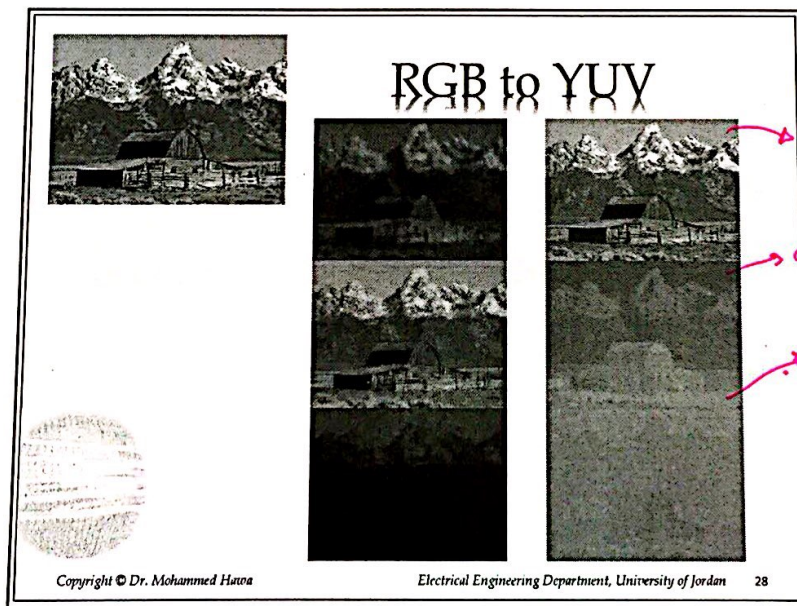 RGB to YUV
Copyright © Dr. Mohammed Hawa
Electrical Engineering Department, University of Jordan 28